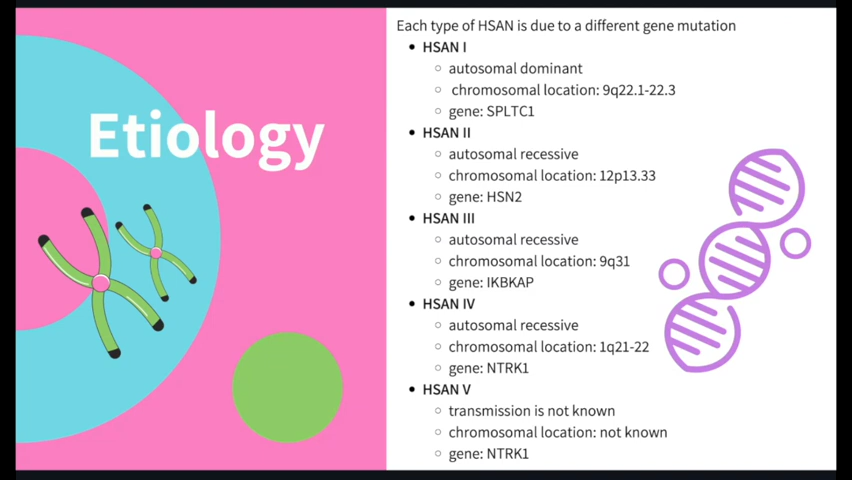 Etiology
Each type of HSAN is due to a different gene mutation
HSAN I
autosomal dominant
chromosomal location: 9q22.1-22.3
gene: SPLTC1
HSAN II
autosomal recessive
chromosomal location: 12p13.33
gene: HSN2
HSAN III
autosomal recessive
chromosomal location: 9q31
gene: IKBKAP
HSAN IV
autosomal recessive
chromosomal location: 1q21-22
gene: NTRK1
HSAN V
transmission is not known
chromosomal location: not known
gene: NTRK1